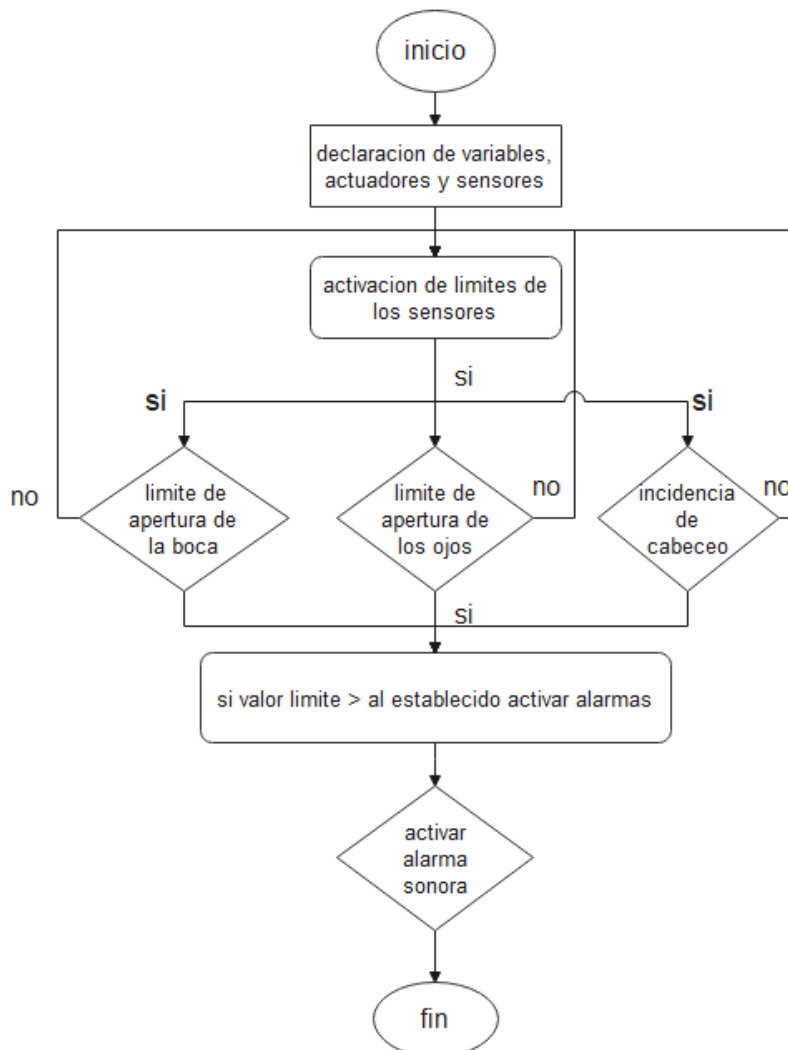 inicio
declaracion de variables,
actuadores y sensores
activacion de limites de
los sensores
si
si
si
no
limite de
apertura de
la boca
limite de
apertura de
los ojos
no
incidencia
de
cabeceo
no
si
si valor limite > al establecido activar alarmas
activar
alarma
sonora
fin